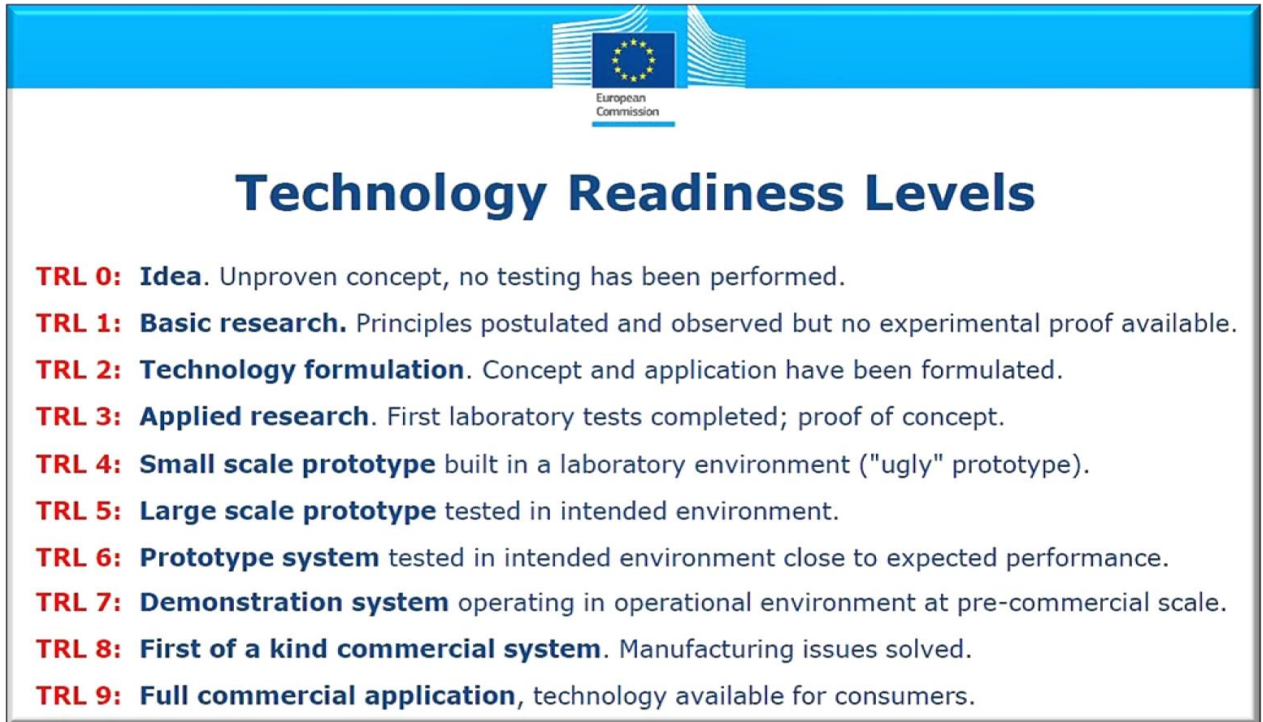 European
Commission
Technology Readiness Levels
TRL 0: Idea. Unproven concept, no testing has been performed.
TRL 1: Basic research. Principles postulated and observed but no experimental proof available.
TRL 2: Technology formulation. Concept and application have been formulated.
TRL 3: Applied research. First laboratory tests completed; proof of concept.
TRL 4: Small scale prototype built in a laboratory environment ("ugly" prototype).
TRL 5: Large scale prototype tested in intended environment.
TRL 6: Prototype system tested in intended environment close to expected performance.
TRL 7: Demonstration system operating in operational environment at pre-commercial scale.
TRL 8: First of a kind commercial system. Manufacturing issues solved.
TRL 9: Full commercial application, technology available for consumers.